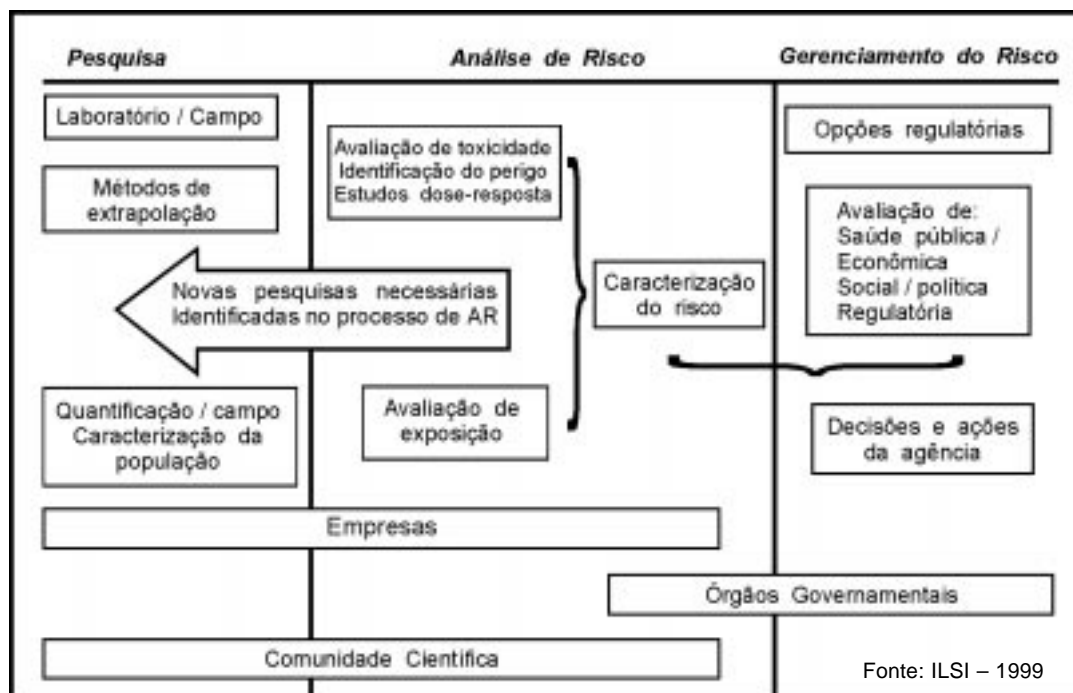 Pesquisa
Análise de Risco
Gerenciamento do Risco
Laboratório / Campo
Métodos de
extrapolação
Novas pesquisas necessárias
Identificadas no processo de AR
Quantificação / campo
Caracterização da
população
Avaliação de toxicidade
Identificação do perigo
Estudos dose-resposta
Avaliação de
exposição
Caracterização
do risco
Opções regulatórias
Avaliação de:
Saúde pública /
Econômica
Social / política
Regulatória
Decisões e ações
da agência
Empresas
Órgãos Governamentais
Comunidade Científica
Fonte: ILSI – 1999